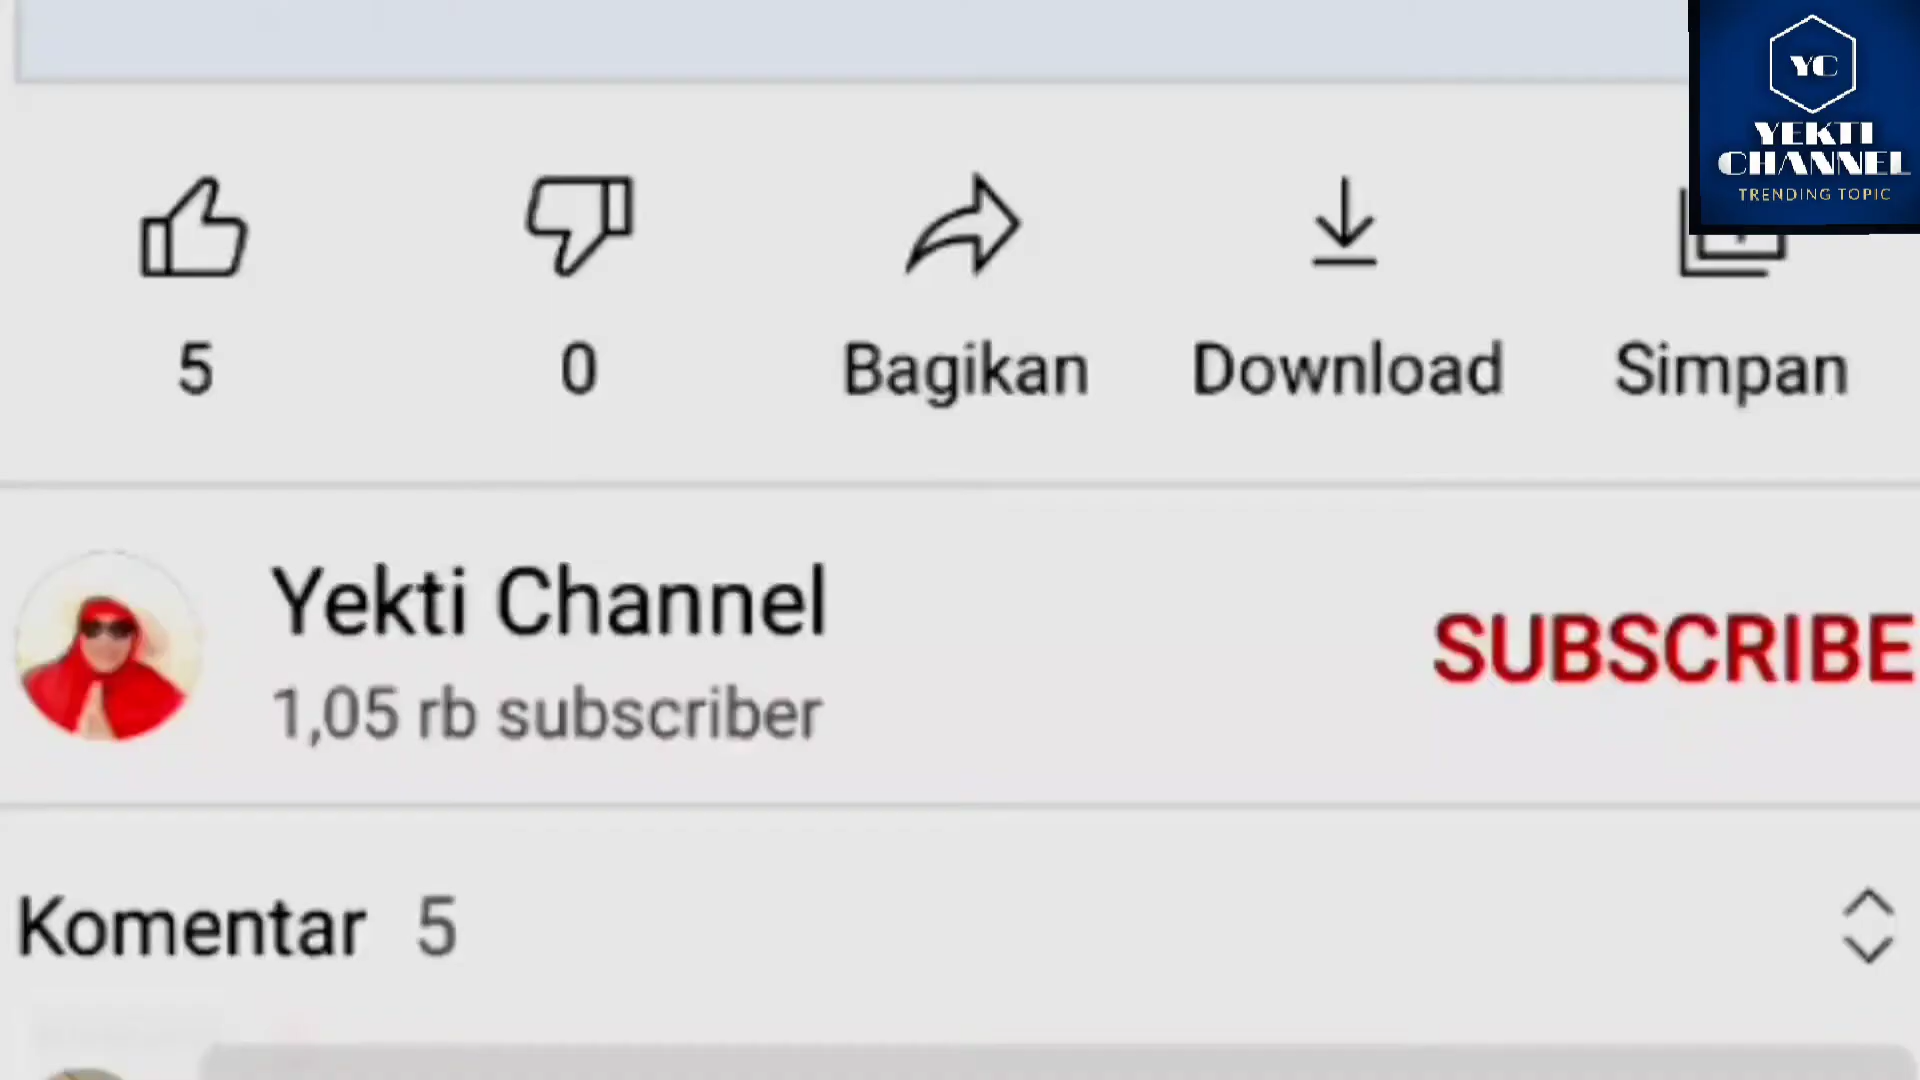 YC
YEKTI
CHANNEL
TRENDING TOPIC
5
0
Bagikan
Download
Simpan
Yekti Channel
1,05 rb subscriber
SUBSCRIBE
Komentar 5